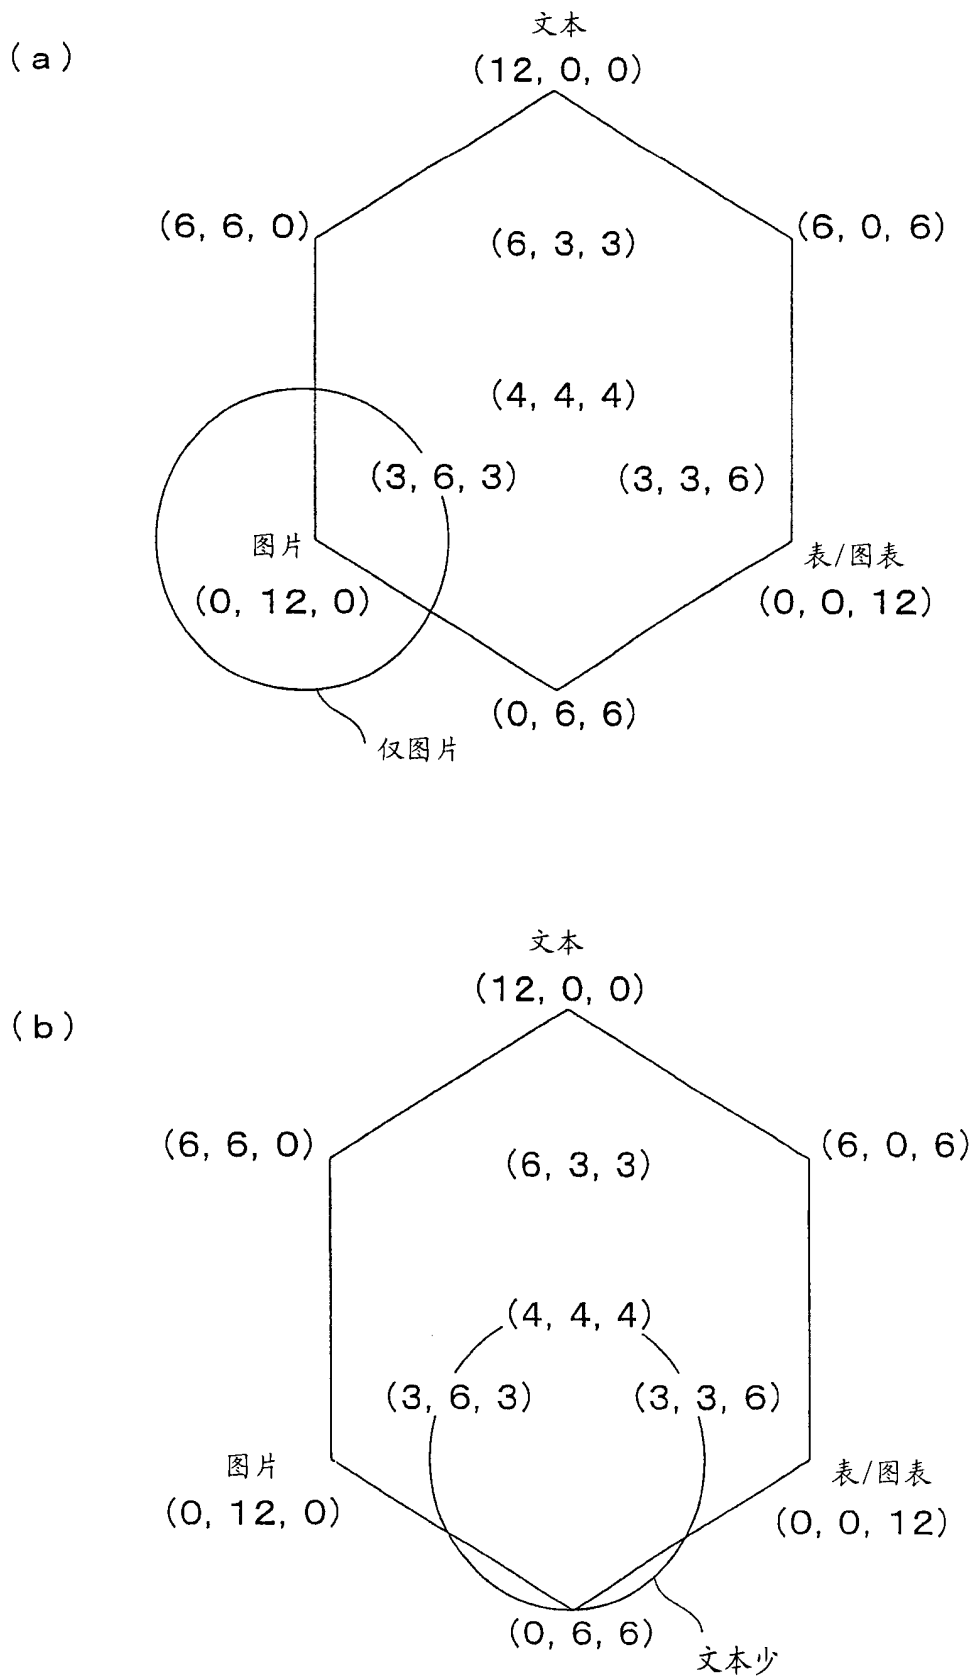 (a)
文本
(12, 0, 0)
(6, 6, 0)
(6, 0, 6)
(6, 3, 3)
(4, 4, 4)
(3, 6, 3)
(3, 3, 6)
图片
(0, 12, 0)
表/图表
(0, 0, 12)
(0, 6, 6)
仅图片
(b)
文本
(12, 0, 0)
(6, 6, 0)
(6, 0, 6)
(6, 3, 3)
(4, 4, 4)
(3, 6, 3)
(3, 3, 6)
图片
(0, 12, 0)
表/图表
(0, 0, 12)
(0, 6, 6)
文本少